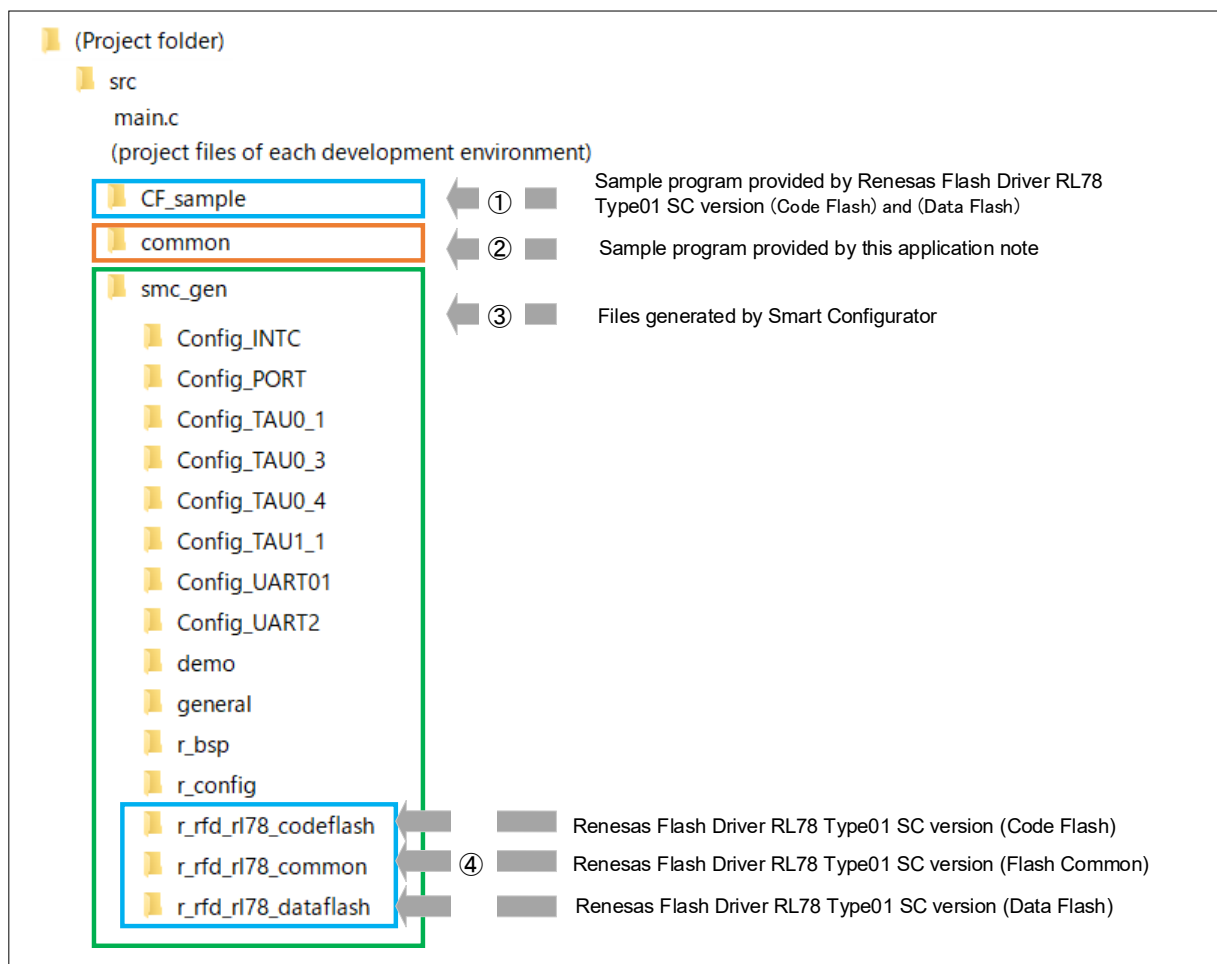 (Project folder)
src
main.c
(project files of each development environment)
CF_sample
①
Sample program provided by Renesas Flash Driver RL78
Type01 SC version (Code Flash) and (Data Flash)
common
②
Sample program provided by this application note
smc_gen
③
Files generated by Smart Configurator
Config_INTC
Config_PORT
Config_TAU0_1
Config_TAU0_3
Config_TAU0_4
Config_TAU1_1
Config_UART01
Config_UART2
demo
general
r_bsp
r_config
r_rfd_rl78_codeflash
Renesas Flash Driver RL78 Type01 SC version (Code Flash)
r_rfd_rl78_common
④
Renesas Flash Driver RL78 Type01 SC version (Flash Common)
r_rfd_rl78_dataflash
Renesas Flash Driver RL78 Type01 SC version (Data Flash)